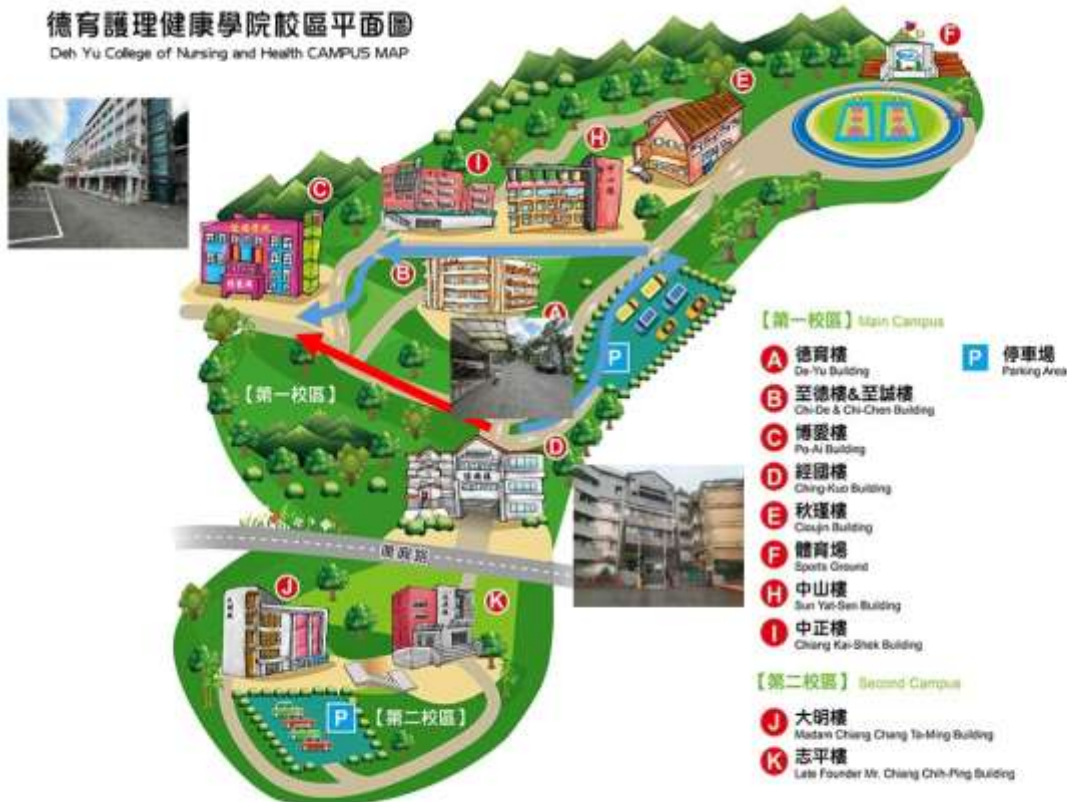 德育護理健康學院校區平面圖
Deh Yu College of Nursing and Health CAMPUS MAP
F
E
H
I
C
中山樓
B
A
P
【第一校區】
D
復興路
J
K
P
【第二校區】
【第一校區】Main Campus
A 德育樓
De-Yu Building
P 停車場
Parking Area
B 至德樓&至誠樓
Chi-De & Chi-Chen Building
C 博愛樓
Po-Ai Building
D 經國樓
Ching-Kuo Building
E 秋瑾樓
Cioujin Building
F 體育場
Sports Ground
H 中山樓
Sun Yat-Sen Building
I 中正樓
Chiang Kai-Shek Building
【第二校區】Second Campus
J 大明樓
Madam Chiang Chang Ta-Ming Building
K 志平樓
Late Founder Mr. Chiang Chih-Ping Building